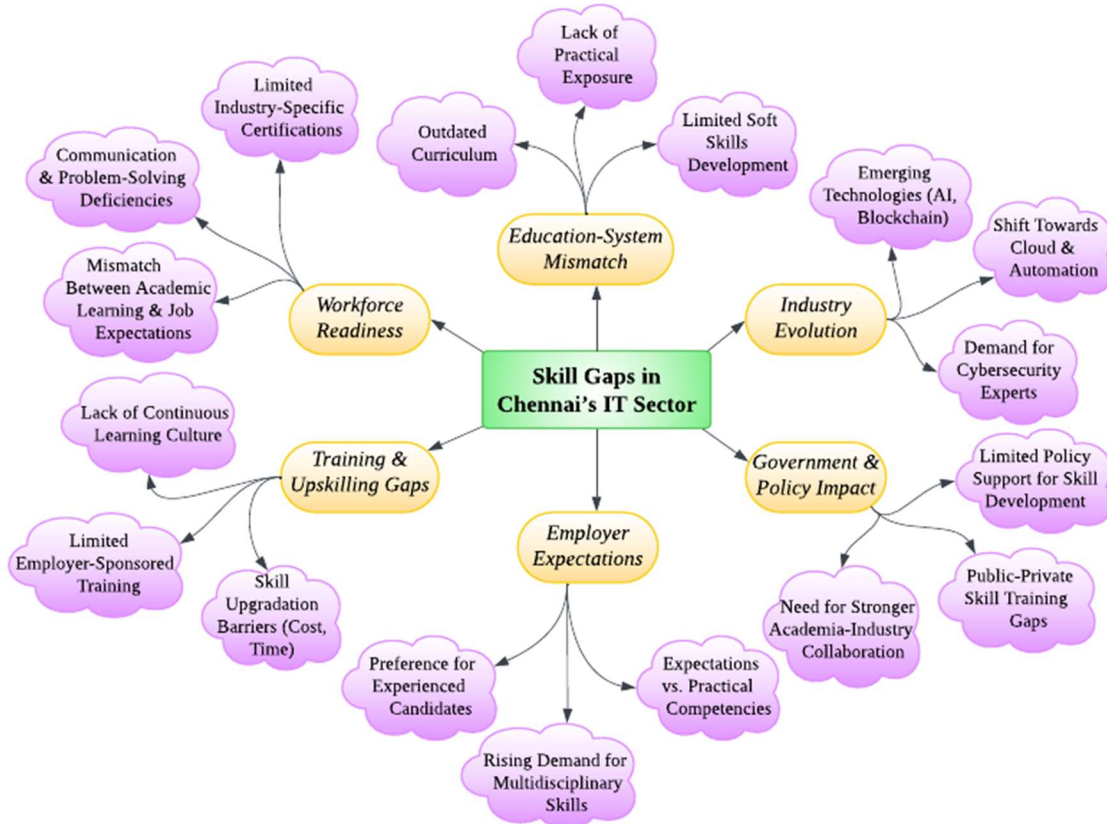 Lack of
Practical
Exposure
Limited
Industry-Specific
Certifications
Outdated
Curriculum
Limited Soft
Skills
Development
Communication
& Problem-Solving
Deficiencies
Emerging
Technologies (AI,
Blockchain)
Shift Towards
Cloud &
Automation
Education-System
Mismatch
Mismatch
Between Academic
Learning & Job
Expectations
Workforce
Readiness
Industry
Evolution
Demand for
Cybersecurity
Experts
Skill Gaps in
Chennai’s IT Sector
Lack of Continuous
Learning Culture
Training &
Upskilling Gaps
Government &
Policy Impact
Limited Policy
Support for Skill
Development
Employer
Expectations
Limited
Employer-Sponsored
Training
Skill
Upgradation
Barriers (Cost,
Time)
Need for Stronger
Academia-Industry
Collaboration
Public-Private
Skill Training
Gaps
Preference for
Experienced
Candidates
Expectations
vs. Practical
Competencies
Rising Demand for
Multidisciplinary
Skills